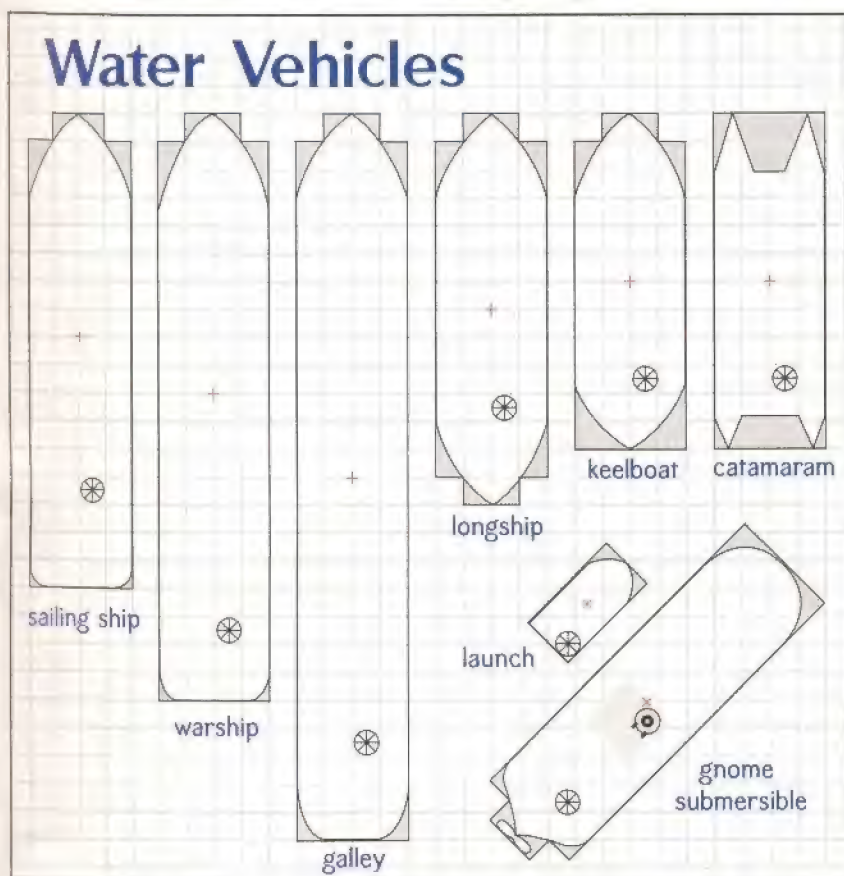 Water Vehicles
keelboat
catamaram
longship
sailing ship
launch
warship
gnome
submersible
galley